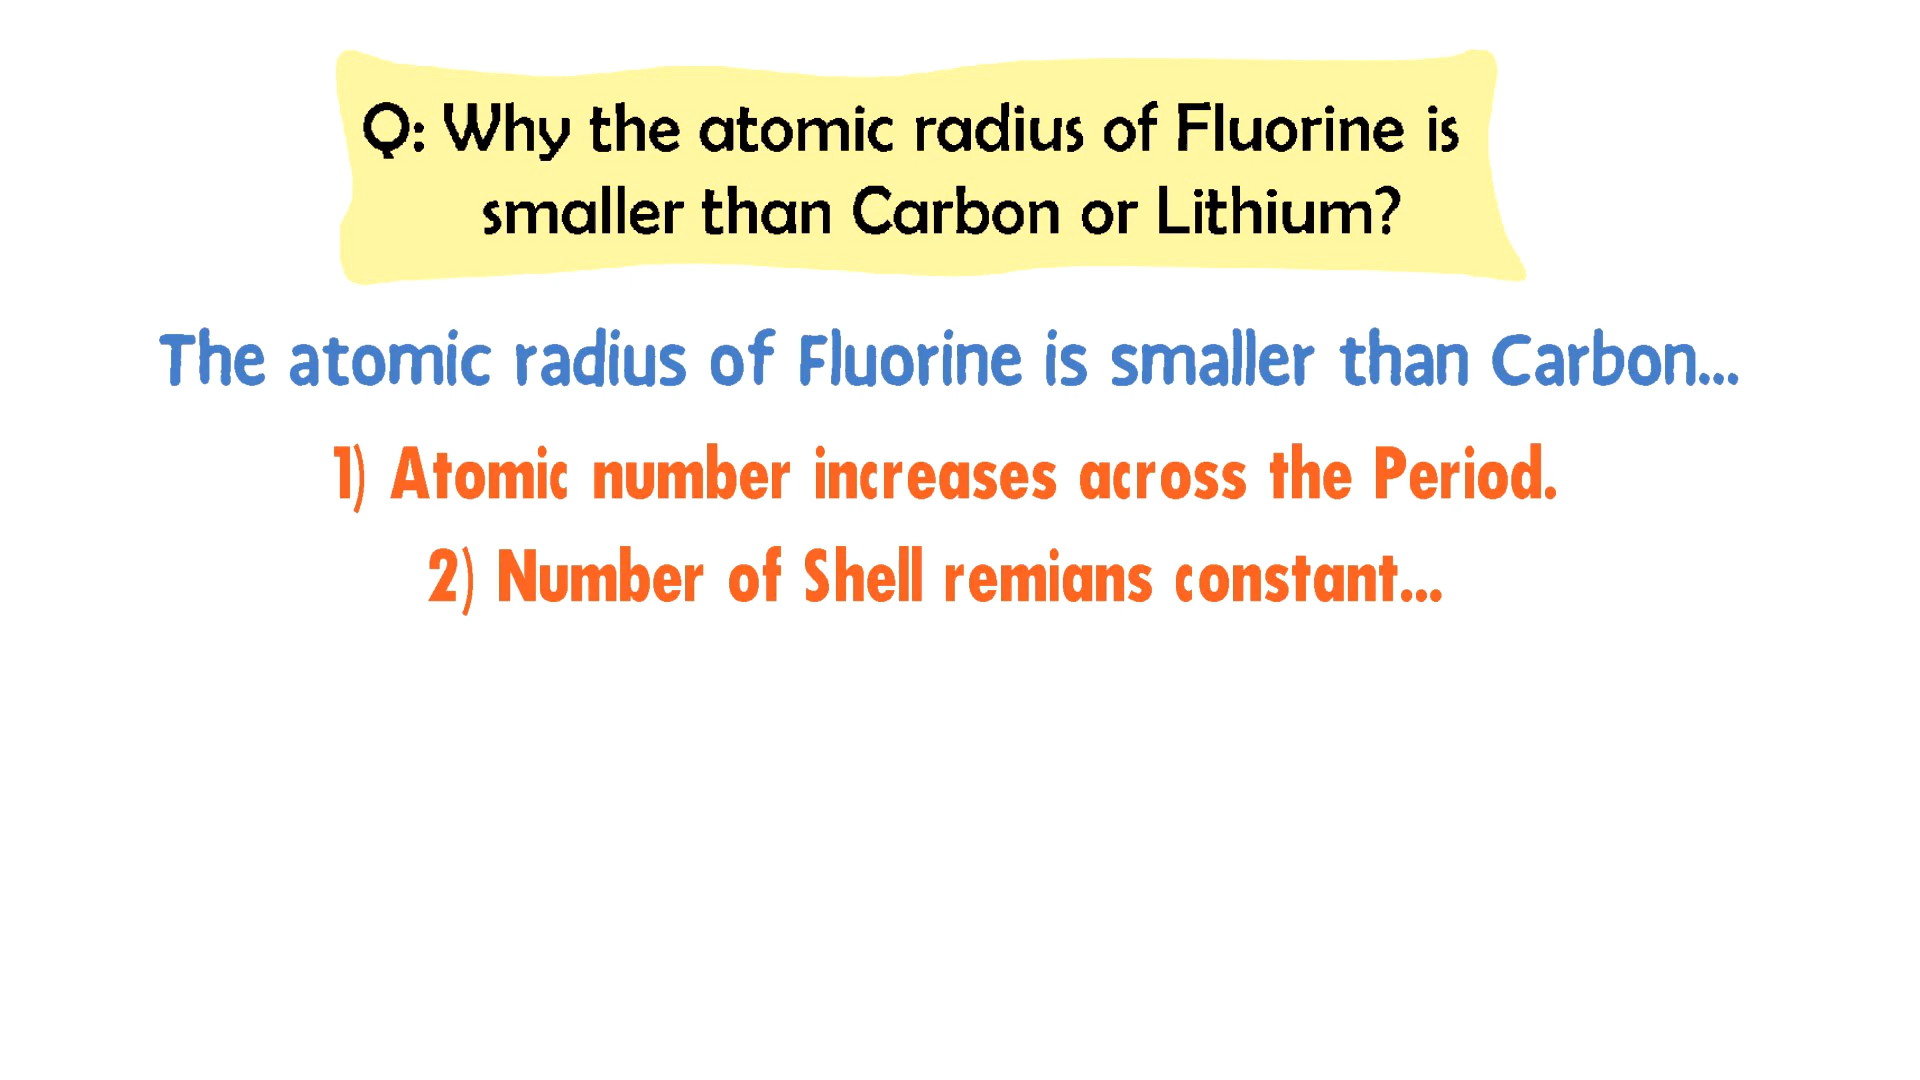 Q: Why the atomic radius of Fluorine is
smaller than Carbon or Lithium?
The atomic radius of Fluorine is smaller than Carbon...
1) Atomic number increases across the Period.
2) Number of Shell remians constant...